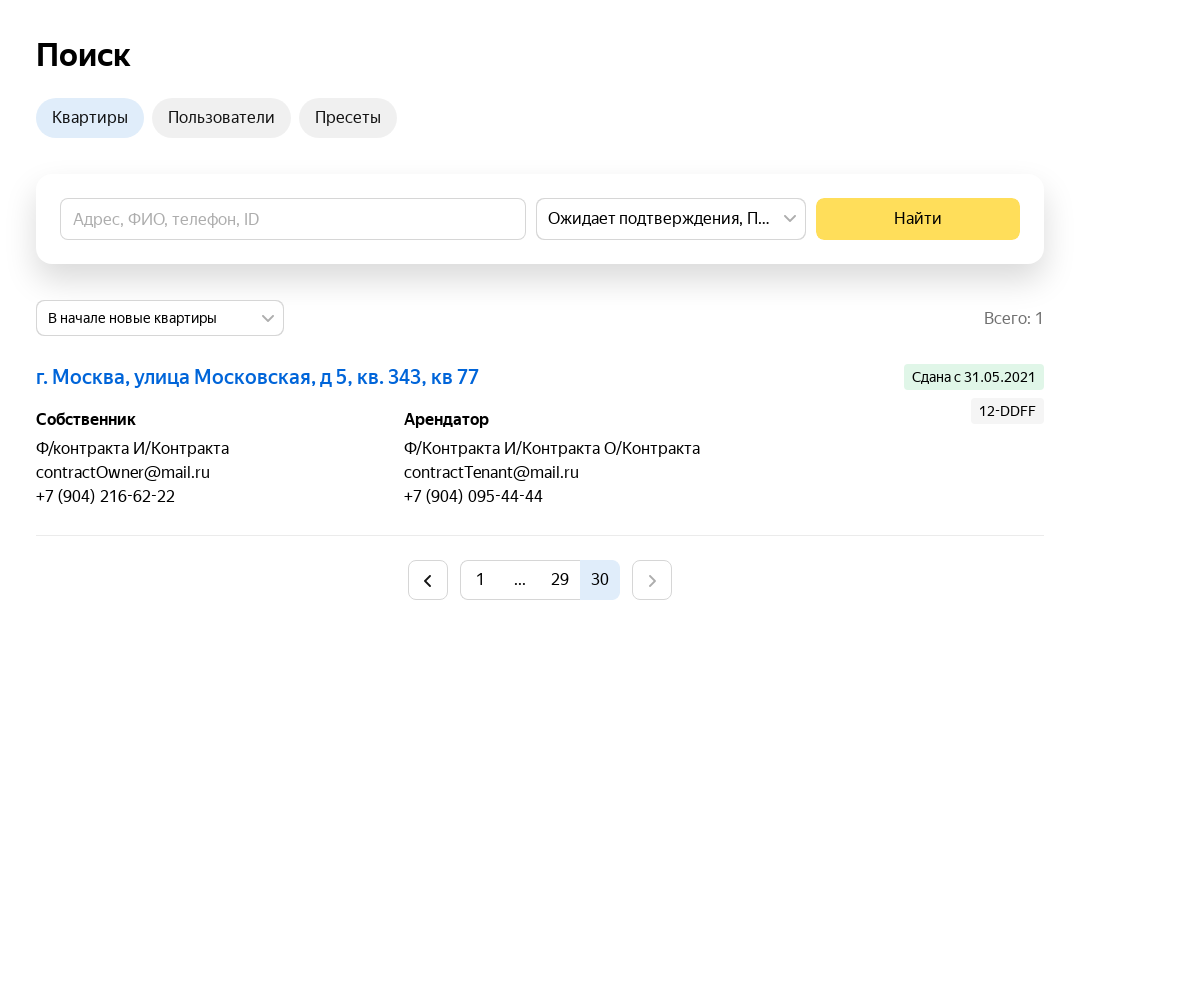 Поиск
Квартиры Пользователи Пресеты
Адрес, ФИО, телефон, ID Ожидает подтверждения, П... Найти
В начале новые квартиры Всего: 1
г. Москва, улица Московская, д 5, кв. 343, кв 77 Сдана с 31.05.2021
12-DDFF
Собственник Арендатор
Ф/контракта И/Контракта Ф/Контракта И/Контракта О/Контракта
contractOwner@mail.ru contractTenant@mail.ru
+7 (904) 216-62-22 +7 (904) 095-44-44
1 ... 29 30